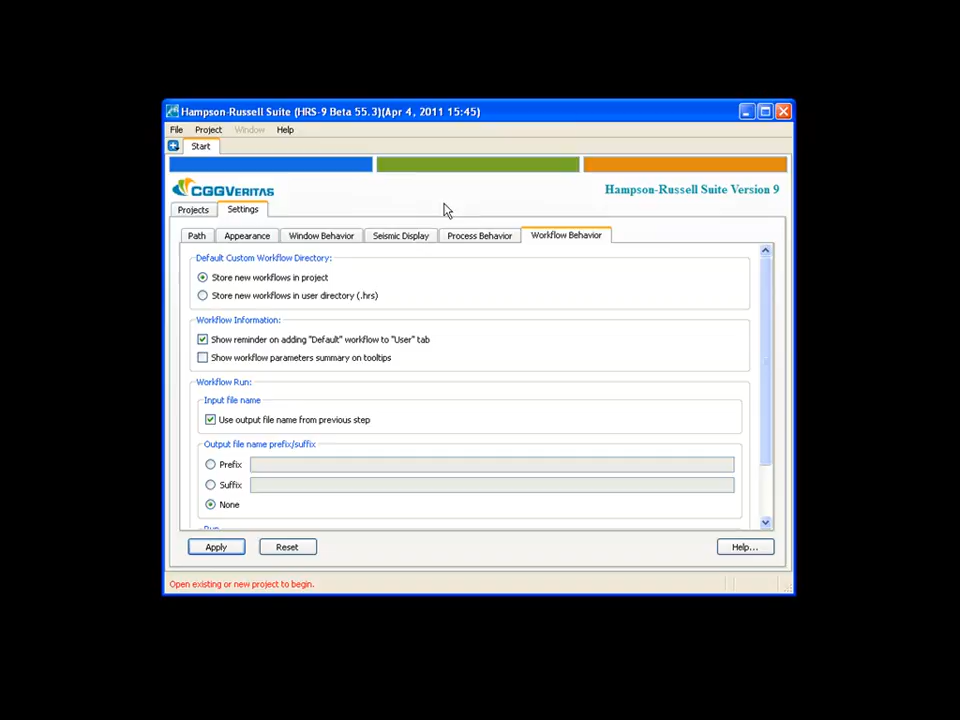 Hampson-Russell Suite (HRS-9 Beta 55.3)(Apr 4, 2011 15:45)
File Project Window Help
Start
CGGVERITAS
Hampson-Russell Suite Version 9
Projects Settings
Path Appearance Window Behavior Seismic Display Process Behavior Workflow Behavior
Default Custom Workflow Directory:
Store new workflows in project
Store new workflows in user directory (.hrs)
Workflow Information:
Show reminder on adding "Default" workflow to "User" tab
Show workflow parameters summary on tooltips
Workflow Run:
Input file name
Use output file name from previous step
Output file name prefix/suffix
Prefix
Suffix
None
Run
Apply Reset Help...
Open existing or new project to begin.